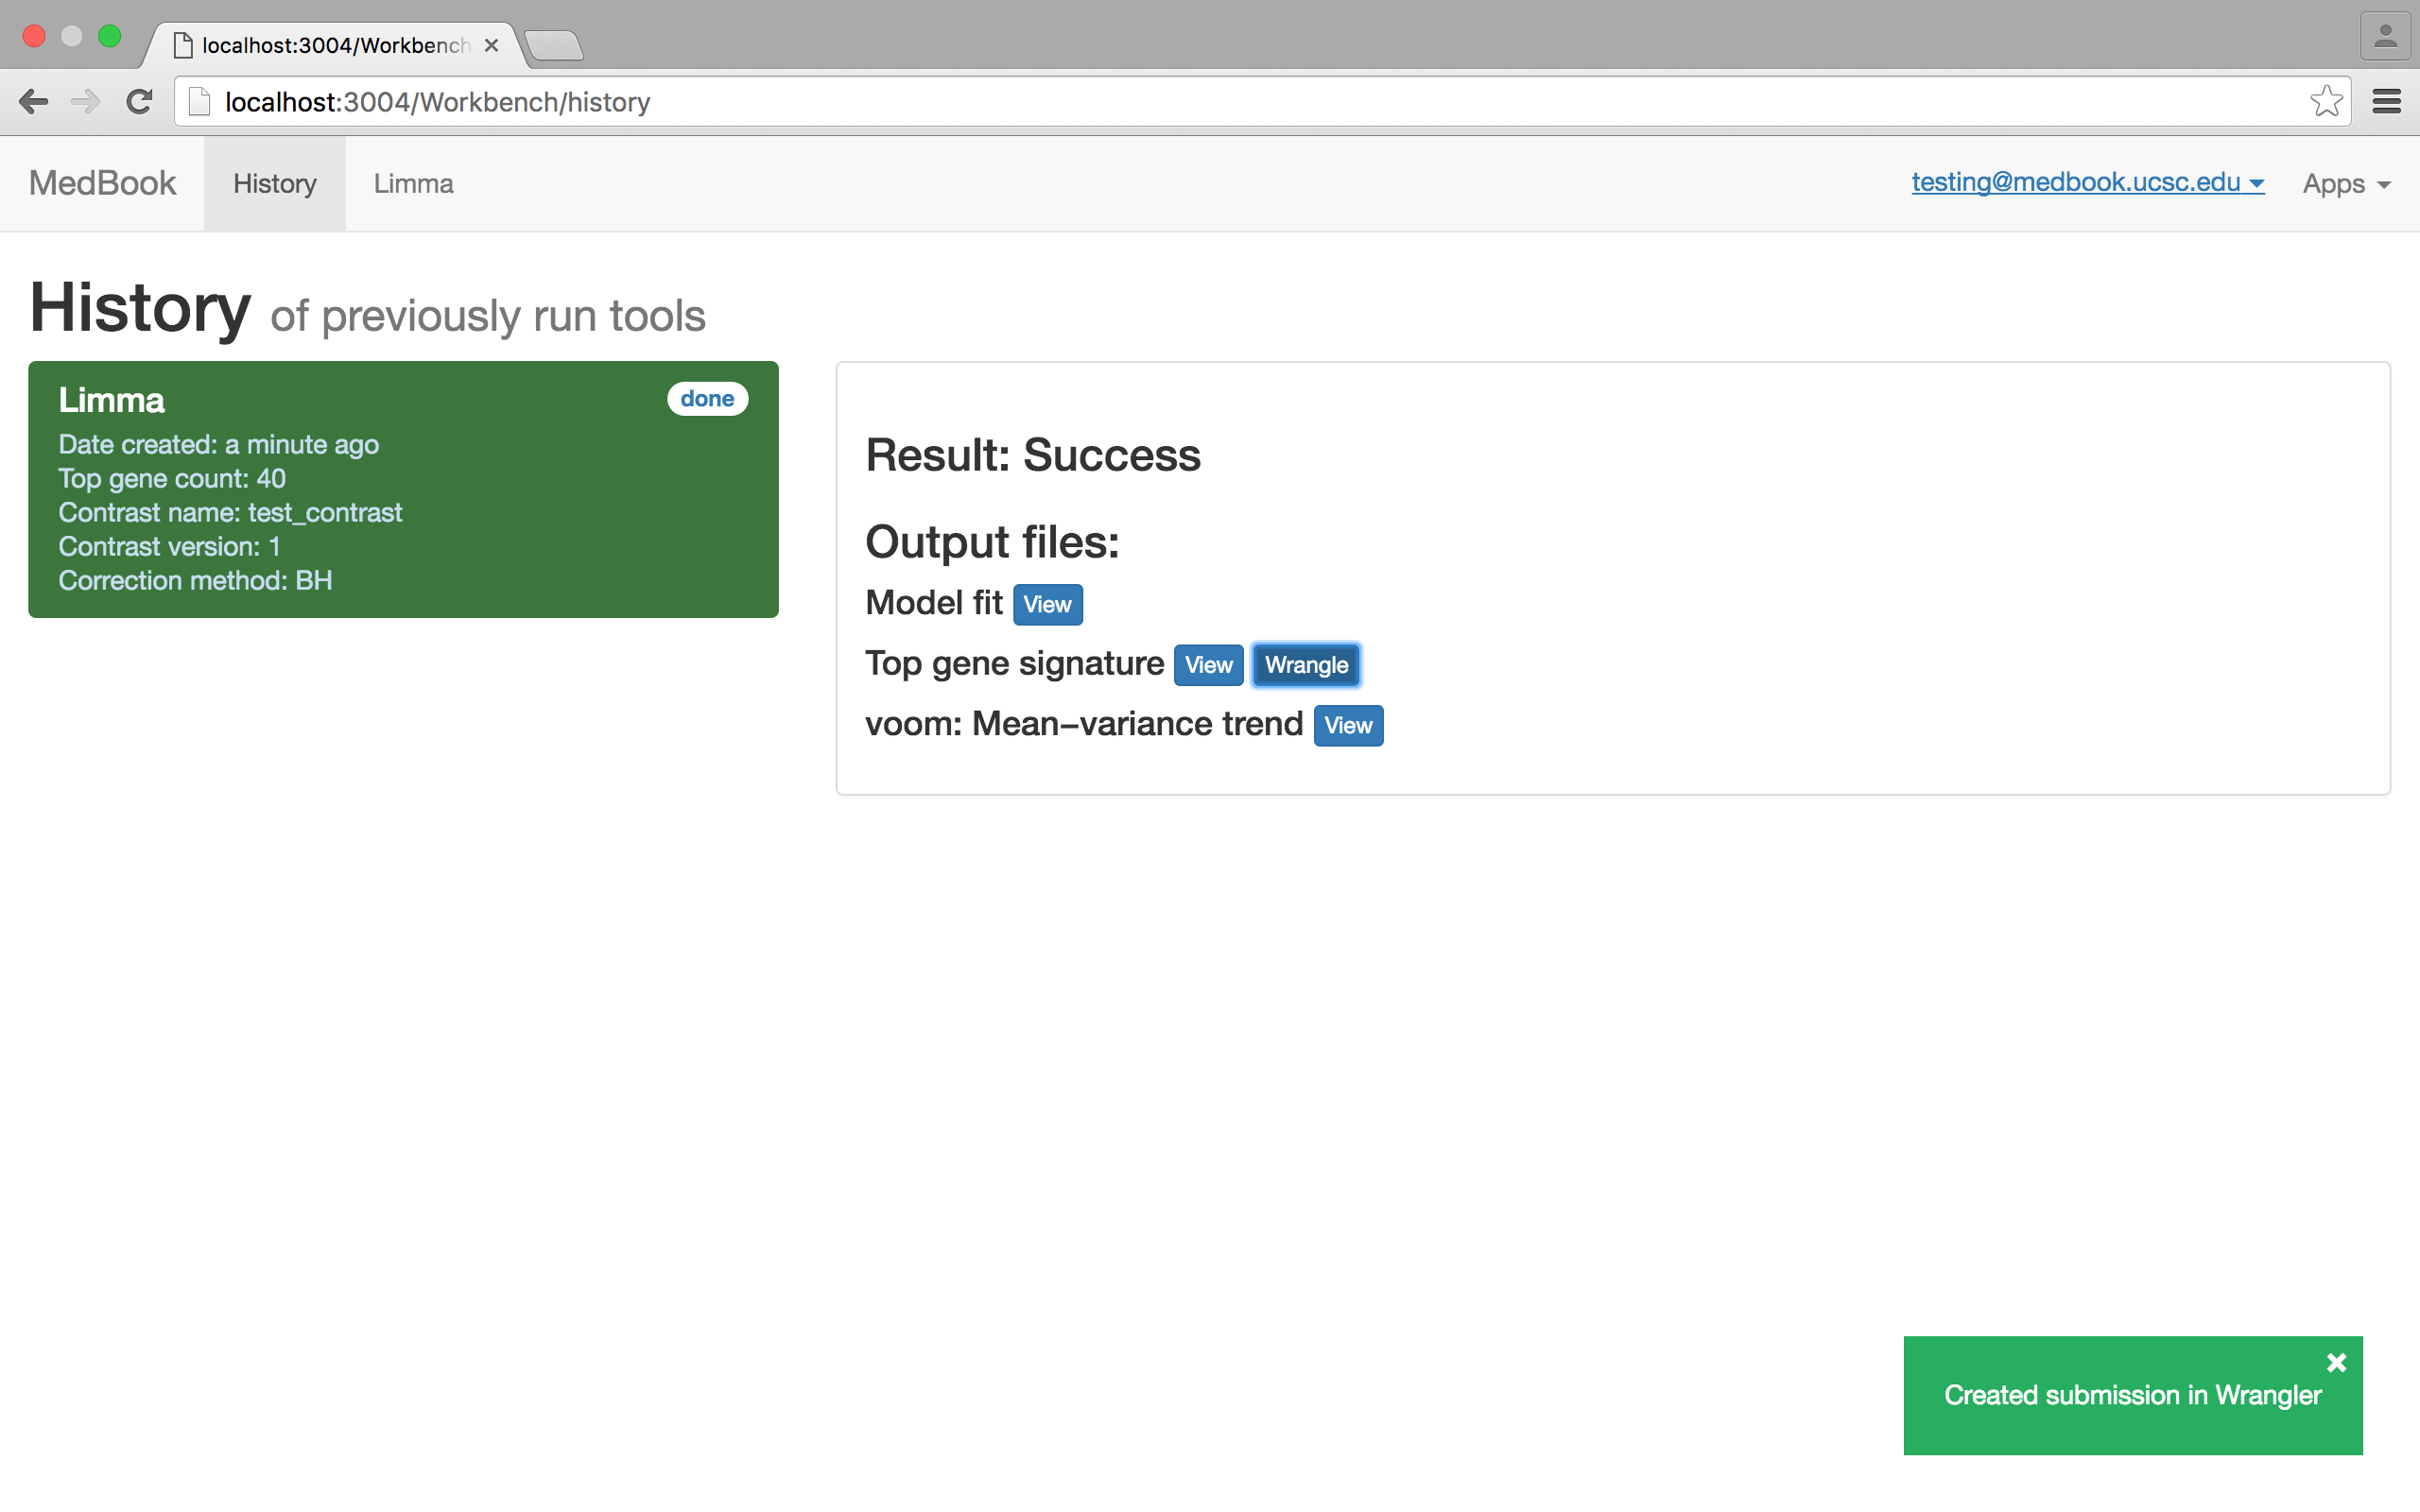 localhost:3004/Workbench
localhost:3004/Workbench/history
MedBook History Limma testing@medbook.ucsc.edu Apps
History of previously run tools
Limma done
Date created: a minute ago
Top gene count: 40
Contrast name: test_contrast
Contrast version: 1
Correction method: BH
Result: Success
Output files:
Model fit View
Top gene signature View Wrangle
voom: Mean–variance trend View
Created submission in Wrangler